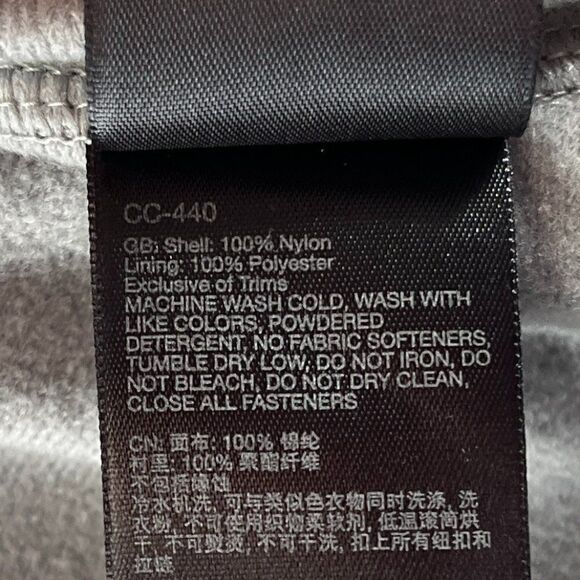 CC-440
GB: Shell: 100% Nylon
Lining: 100% Polyester
Exclusive of Trims
MACHINE WASH COLD, WASH WITH
LIKE COLORS, POWDERED
DETERGENT, NO FABRIC SOFTENERS,
TUMBLE DRY LOW, DO NOT IRON, DO
NOT BLEACH, DO NOT DRY CLEAN,
CLOSE ALL FASTENERS
CN: 面布: 100% 锦纶
村里: 100% 聚酯纤维
不包括修蚀
冷水机洗, 可与类似色衣物同时洗涤, 洗
衣粉, 不可使用织物柔软剂, 低温滚筒烘
干, 不可熨烫, 不可干洗, 扣上所有纽扣和
拉链